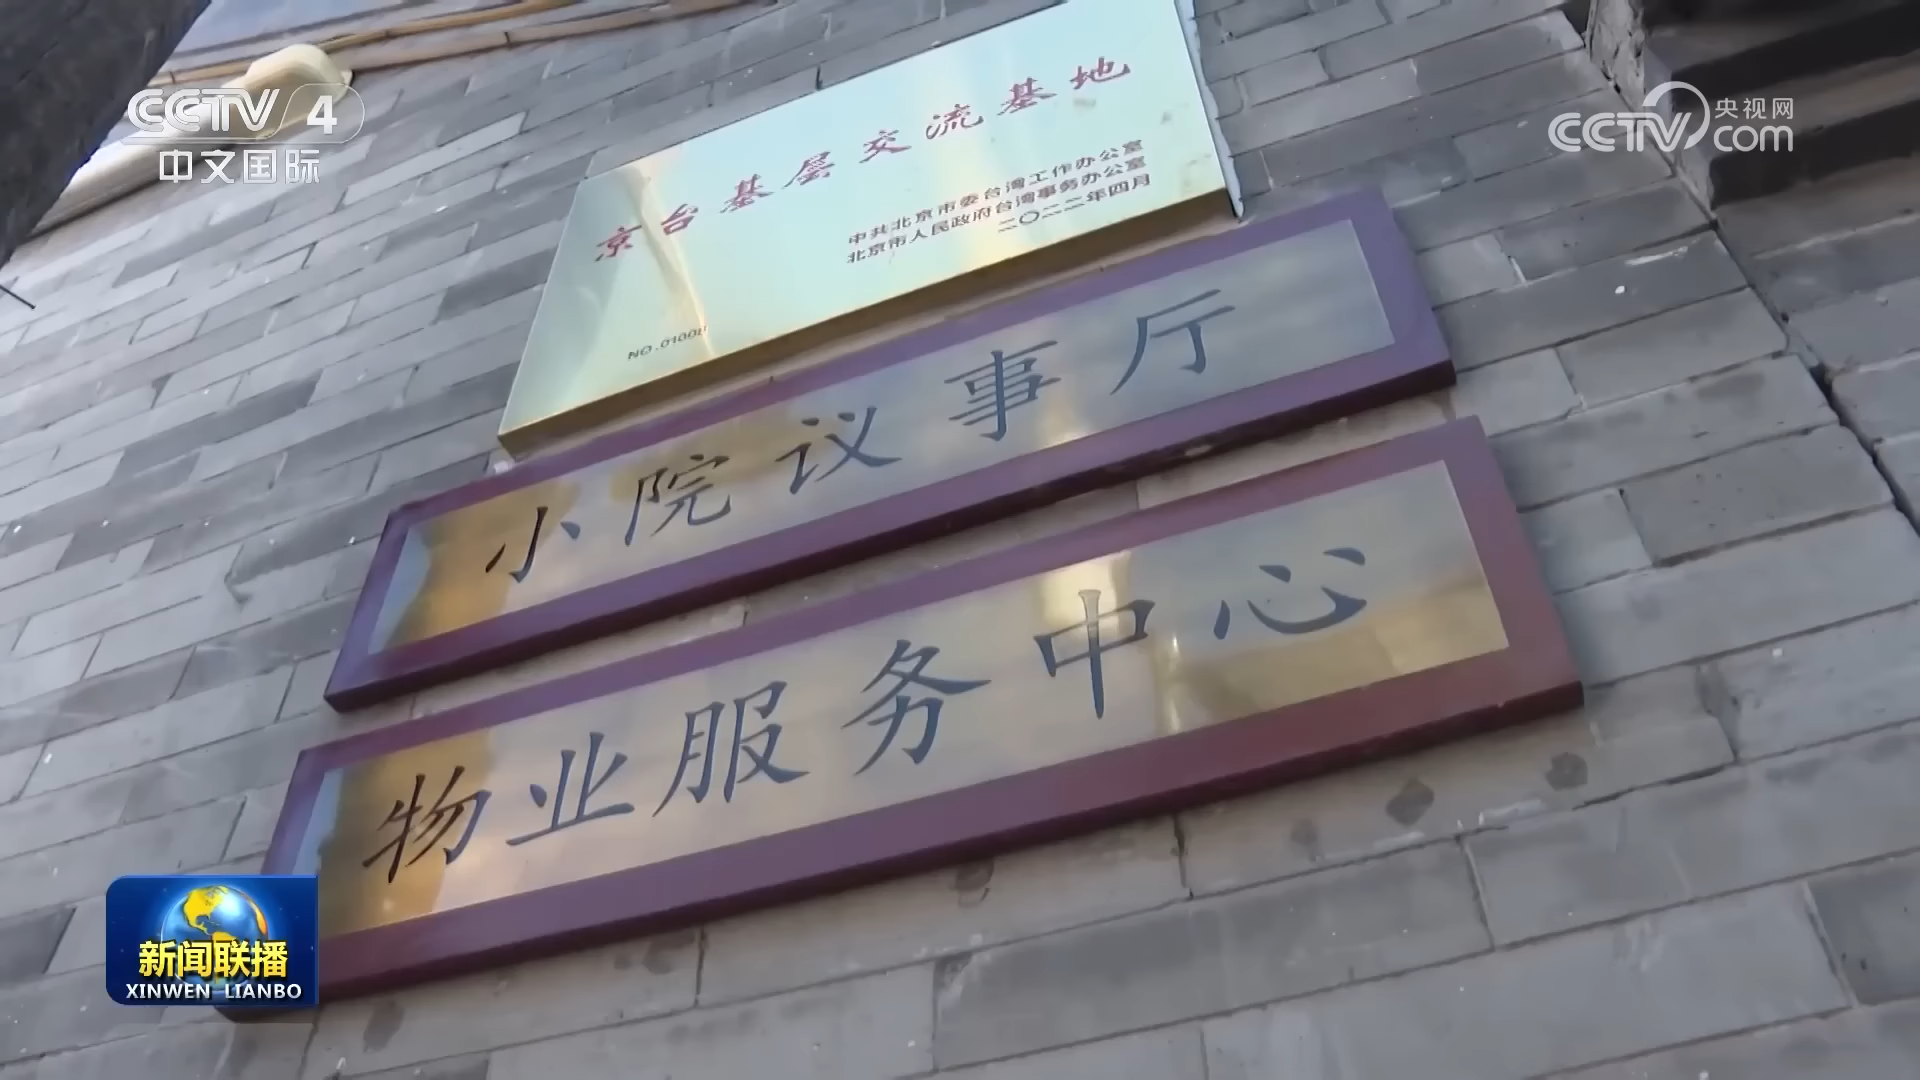 CCTV 4
中文国际
CCTV.com 央视网
京台基层交流基地
中共北京市委台湾工作办公室
北京市人民政府台湾事务办公室
二〇二二年四月
小院议事厅
物业服务中心
新闻联播
XINWEN LIANBO